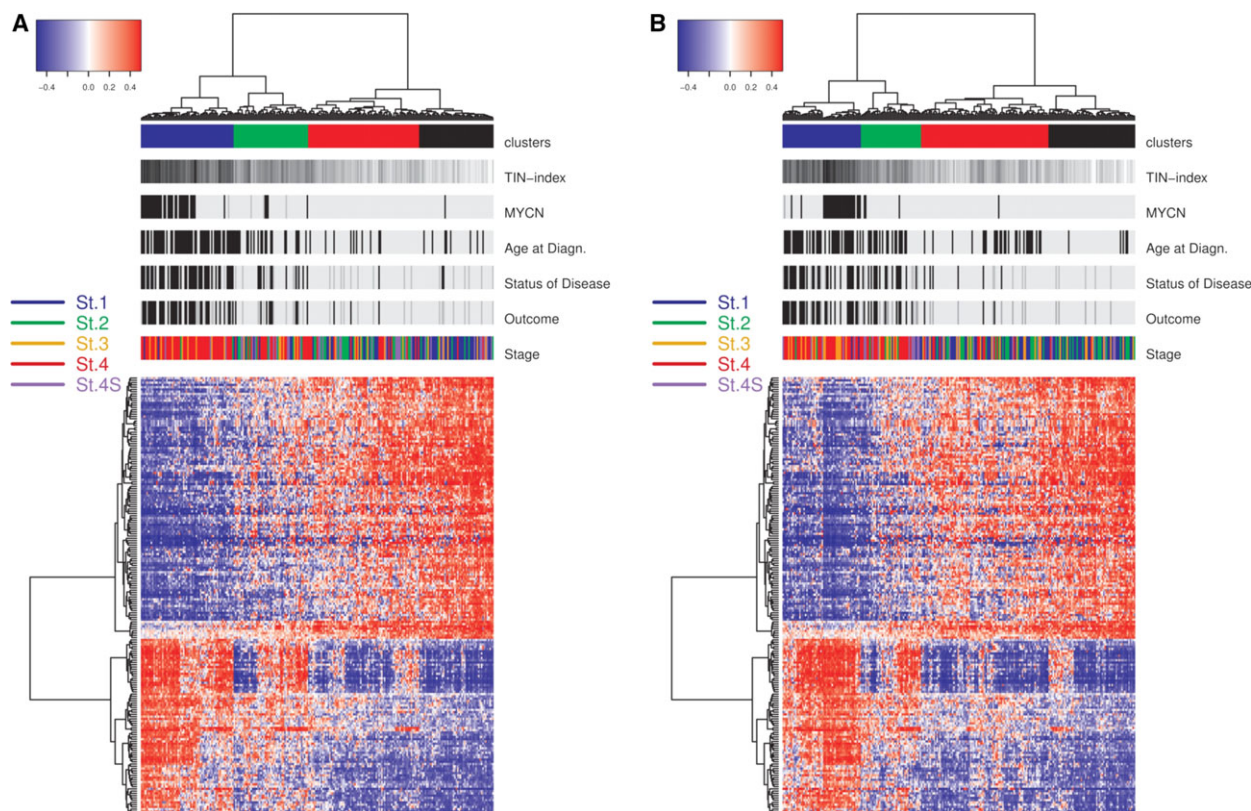 A
-0.4 0.0 0.2 0.4
clusters
TIN-index
MYCN
Age at Diagn.
Status of Disease
Outcome
Stage
St.1
St.2
St.3
St.4
St.4S
B
-0.4 0.0 0.2 0.4
clusters
TIN-index
MYCN
Age at Diagn.
Status of Disease
Outcome
Stage
St.1
St.2
St.3
St.4
St.4S